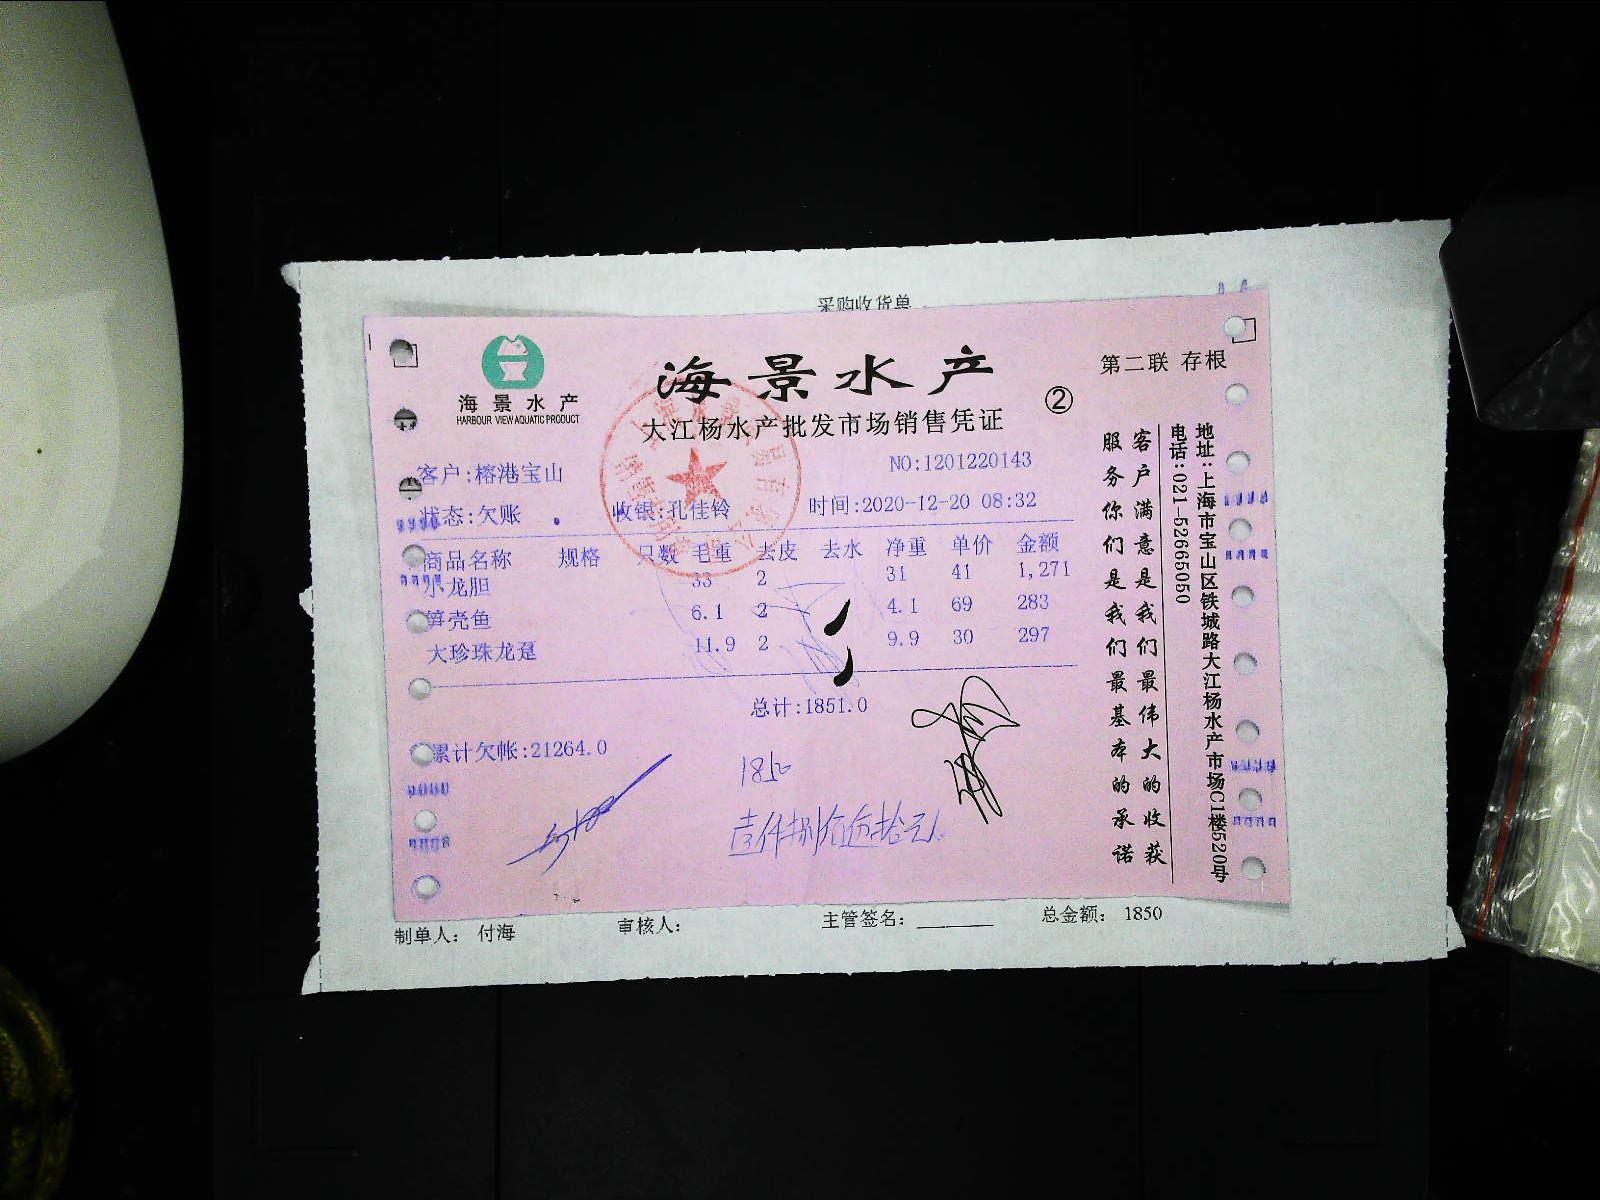 采购收货单
海景水产
HARBOUR VIEW AQUATIC PRODUCT
海景水产
大江杨水产批发市场销售凭证
②
第二联 存根
客户:榕港宝山
NO:1201220143
状态:欠账
收银:孔佳铃
时间:2020-12-20 08:32
商品名称 规格 只数 毛重 去皮 去水 净重 单价 金额
小龙胆 33 2 31 41 1,271
笋壳鱼 6.1 2 4.1 69 283
大珍珠龙趸 11.9 2 9.9 30 297
总计:1851.0
累计欠帐:21264.0
1850
壹仟捌佰伍拾元
客户满意是我们最伟大的收获
服务你们是我们最基本的承诺
地址:上海市宝山区铁城路大江杨水产市场C1楼520号
电话:021-52665050
制单人: 付海
审核人:
主管签名:
总金额: 1850